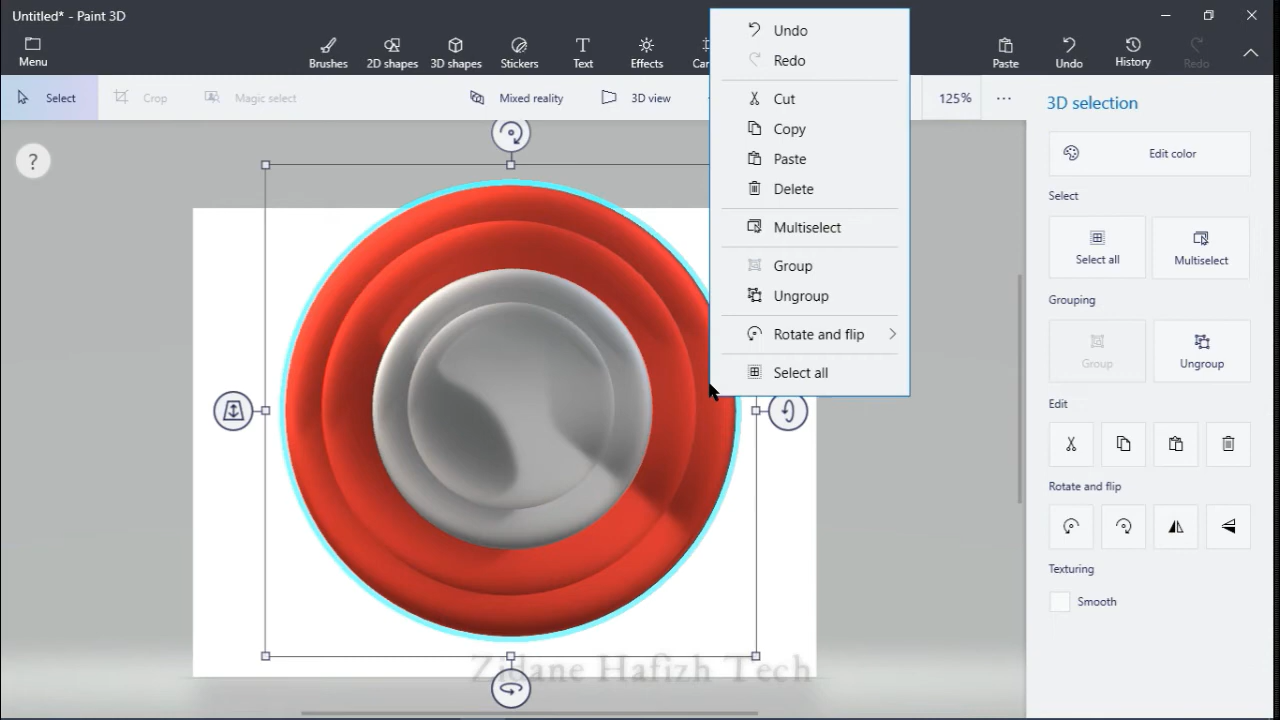 Untitled* - Paint 3D
Menu
Brushes
2D shapes
3D shapes
Stickers
Text
Effects
Paste
Undo
History
Redo
Select
Crop
Magic select
Mixed reality
3D view
125%
?
Undo
Redo
Cut
Copy
Paste
Delete
Multiselect
Group
Ungroup
Rotate and flip
Select all
3D selection
Edit color
Select
Select all
Multiselect
Grouping
Group
Ungroup
Edit
Rotate and flip
Texturing
Smooth
Zidane Hafizh Tech